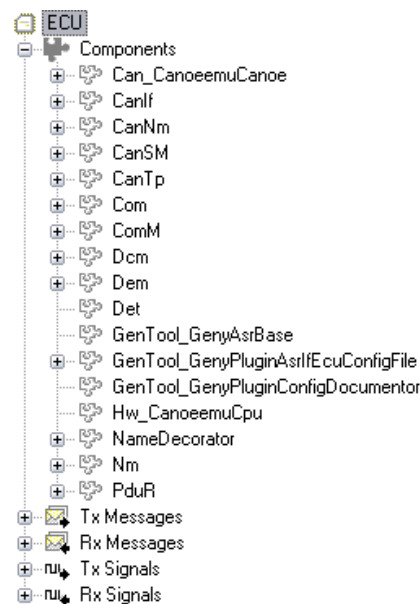 ECU
Components
Can_CanoeemuCanoe
CanIf
CanNm
CanSM
CanTp
Com
ComM
Dcm
Dem
Det
GenTool_GenyAsrBase
GenTool_GenyPluginAsrIfEcuConfigFile
GenTool_GenyPluginConfigDocumentor
Hw_CanoeemuCpu
NameDecorator
Nm
PduR
Tx Messages
Rx Messages
Tx Signals
Rx Signals